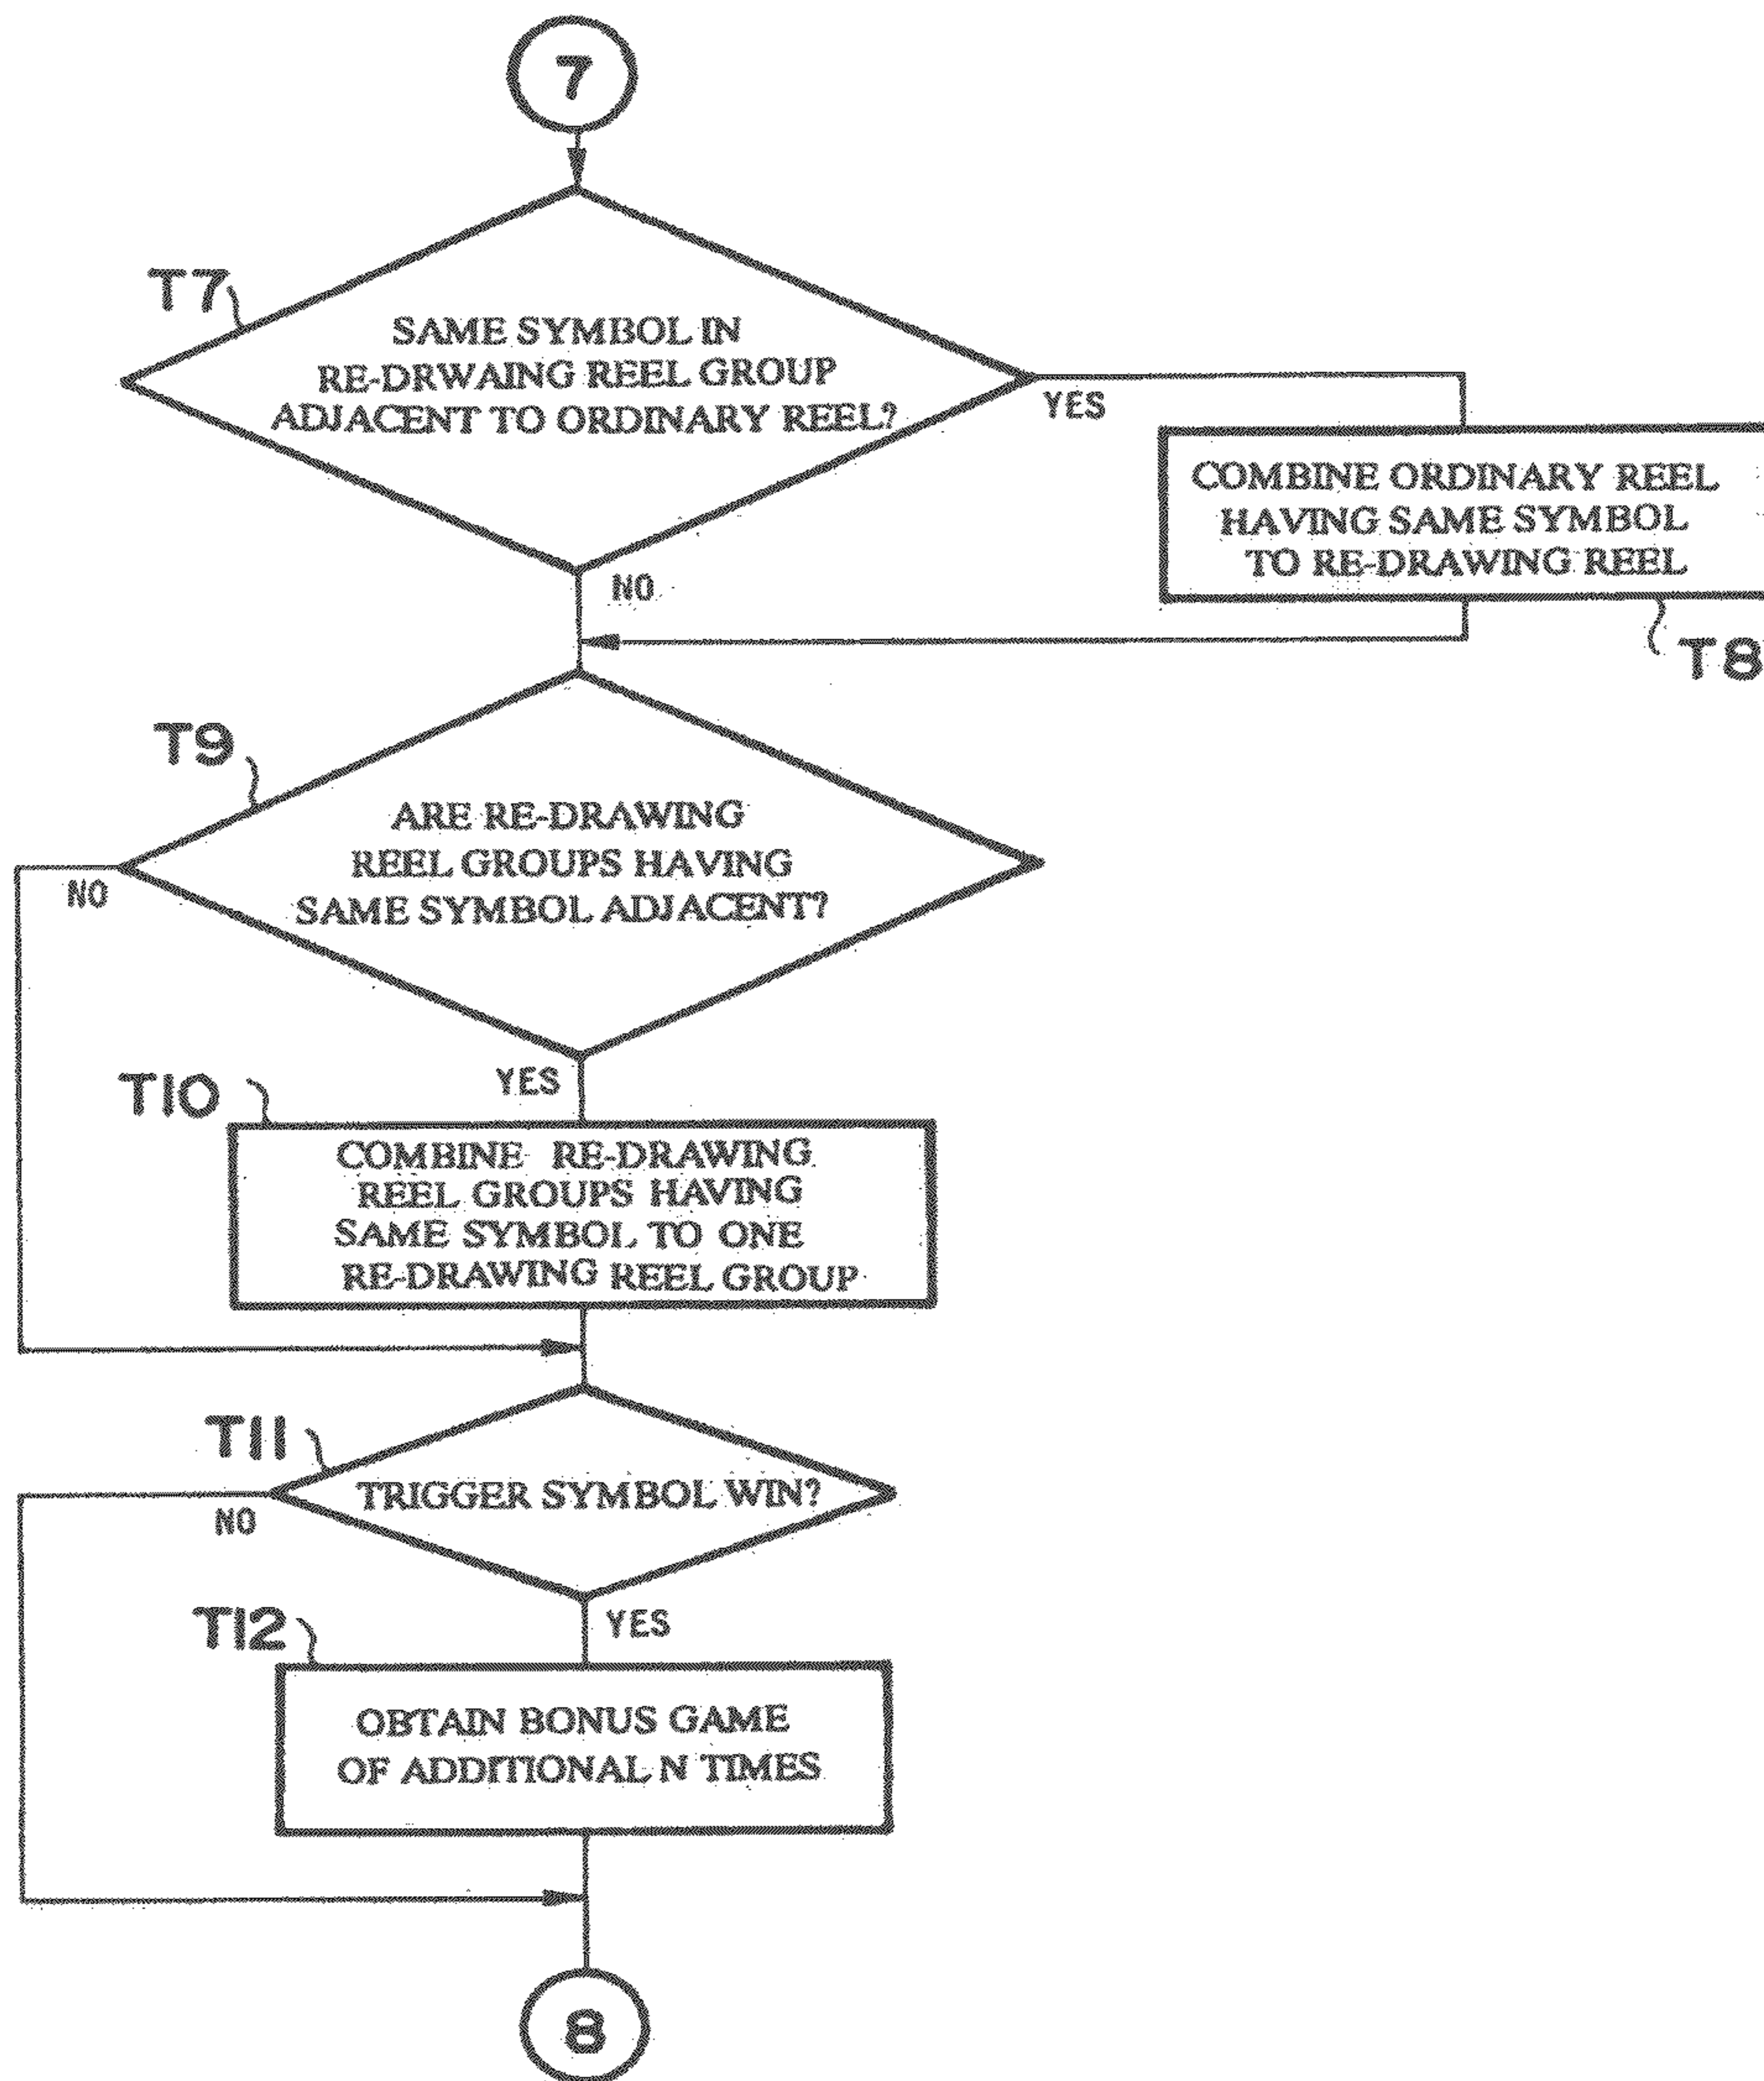 7
T7
SAME SYMBOL IN
RE-DRWAING REEL GROUP
ADJACENT TO ORDINARY REEL?
YES
COMBINE ORDINARY REEL
HAVING SAME SYMBOL
TO RE-DRAWING REEL
T8
NO
T9
ARE RE-DRAWING
REEL GROUPS HAVING
SAME SYMBOL ADJACENT?
NO
YES
T10
COMBINE RE-DRAWING
REEL GROUPS HAVING
SAME SYMBOL TO ONE
RE-DRAWING REEL GROUP
T11
TRIGGER SYMBOL WIN?
NO
YES
T12
OBTAIN BONUS GAME
OF ADDITIONAL N TIMES
8